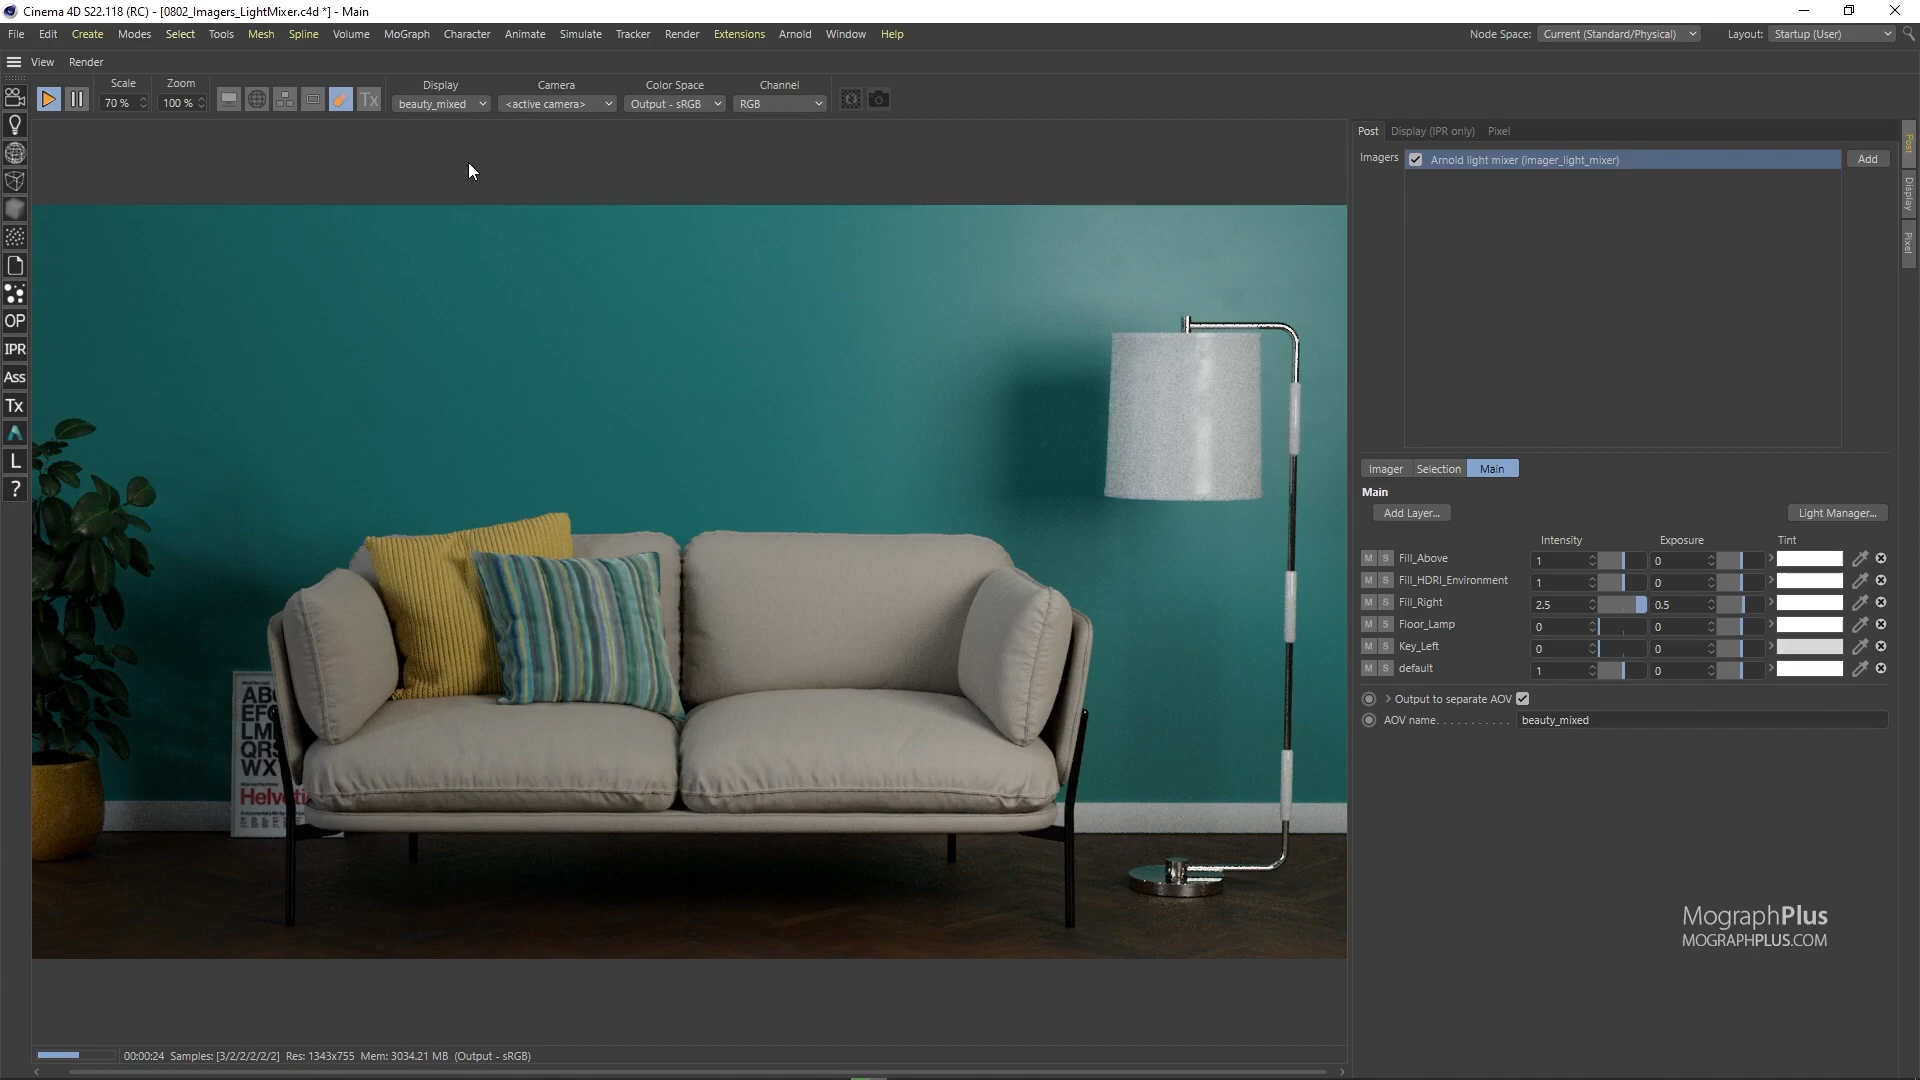 Cinema 4D S22.118 (RC) - [0802_Imagers_LightMixer.c4d *] - Main
File Edit Create Modes Select Tools Mesh Spline Volume MoGraph Character Animate Simulate Tracker Render Extensions Arnold Window Help
Node Space: Current (Standard/Physical) Layout: Startup (User)
View Render
Scale Zoom Display Camera Color Space Channel
70 % 100 % Tx beauty_mixed <active camera> Output - sRGB RGB
Post Display (IPR only) Pixel
Imagers Arnold light mixer (imager_light_mixer) Add
Post
Display
Pixel
OP
IPR
Ass
Tx
L
?
Imager Selection Main
Main
Add Layer... Light Manager...
Intensity Exposure Tint
M S Fill_Above 1 0
M S Fill_HDRI_Environment 1 0
M S Fill_Right 2.5 0.5
M S Floor_Lamp 0 0
M S Key_Left 0 0
M S default 1 0
> Output to separate AOV
AOV name. . . . . . . . . . . beauty_mixed
LMNO
WX
MographPlus
MOGRAPHPLUS.COM
00:00:24 Samples: [3/2/2/2/2/2] Res: 1343x755 Mem: 3034.21 MB (Output - sRGB)